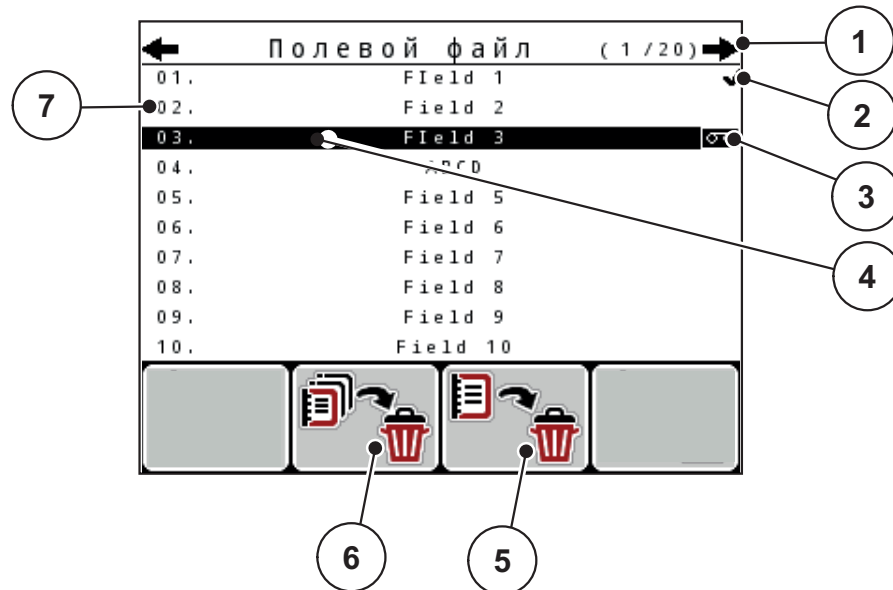 Полевой файл (1/20)
01. FIeld 1
02. Field 2
03. FIeld 3
04. ABCD
05. Field 5
06. Field 6
07. Field 7
08. Field 8
09. Field 9
10. Field 10
1
2
3
4
5
6
7